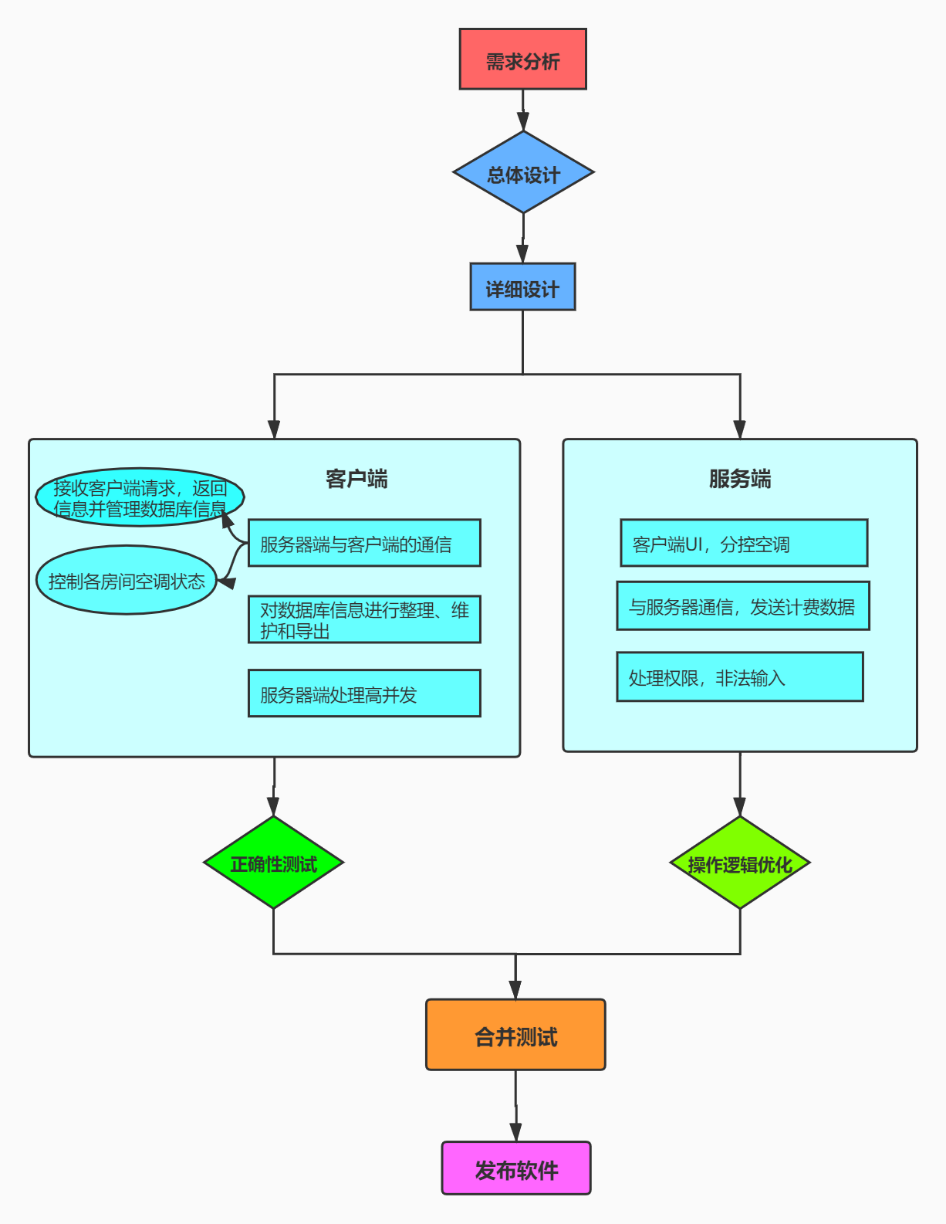 需求分析
总体设计
详细设计
客户端
接收客户端请求，返回
信息并管理数据库信息
服务器端与客户端的通信
控制各房间空调状态
对数据库信息进行整理、维
护和导出
服务器端处理高并发
服务端
客户端UI，分控空调
与服务器通信，发送计费数据
处理权限，非法输入
正确性测试
操作逻辑优化
合并测试
发布软件